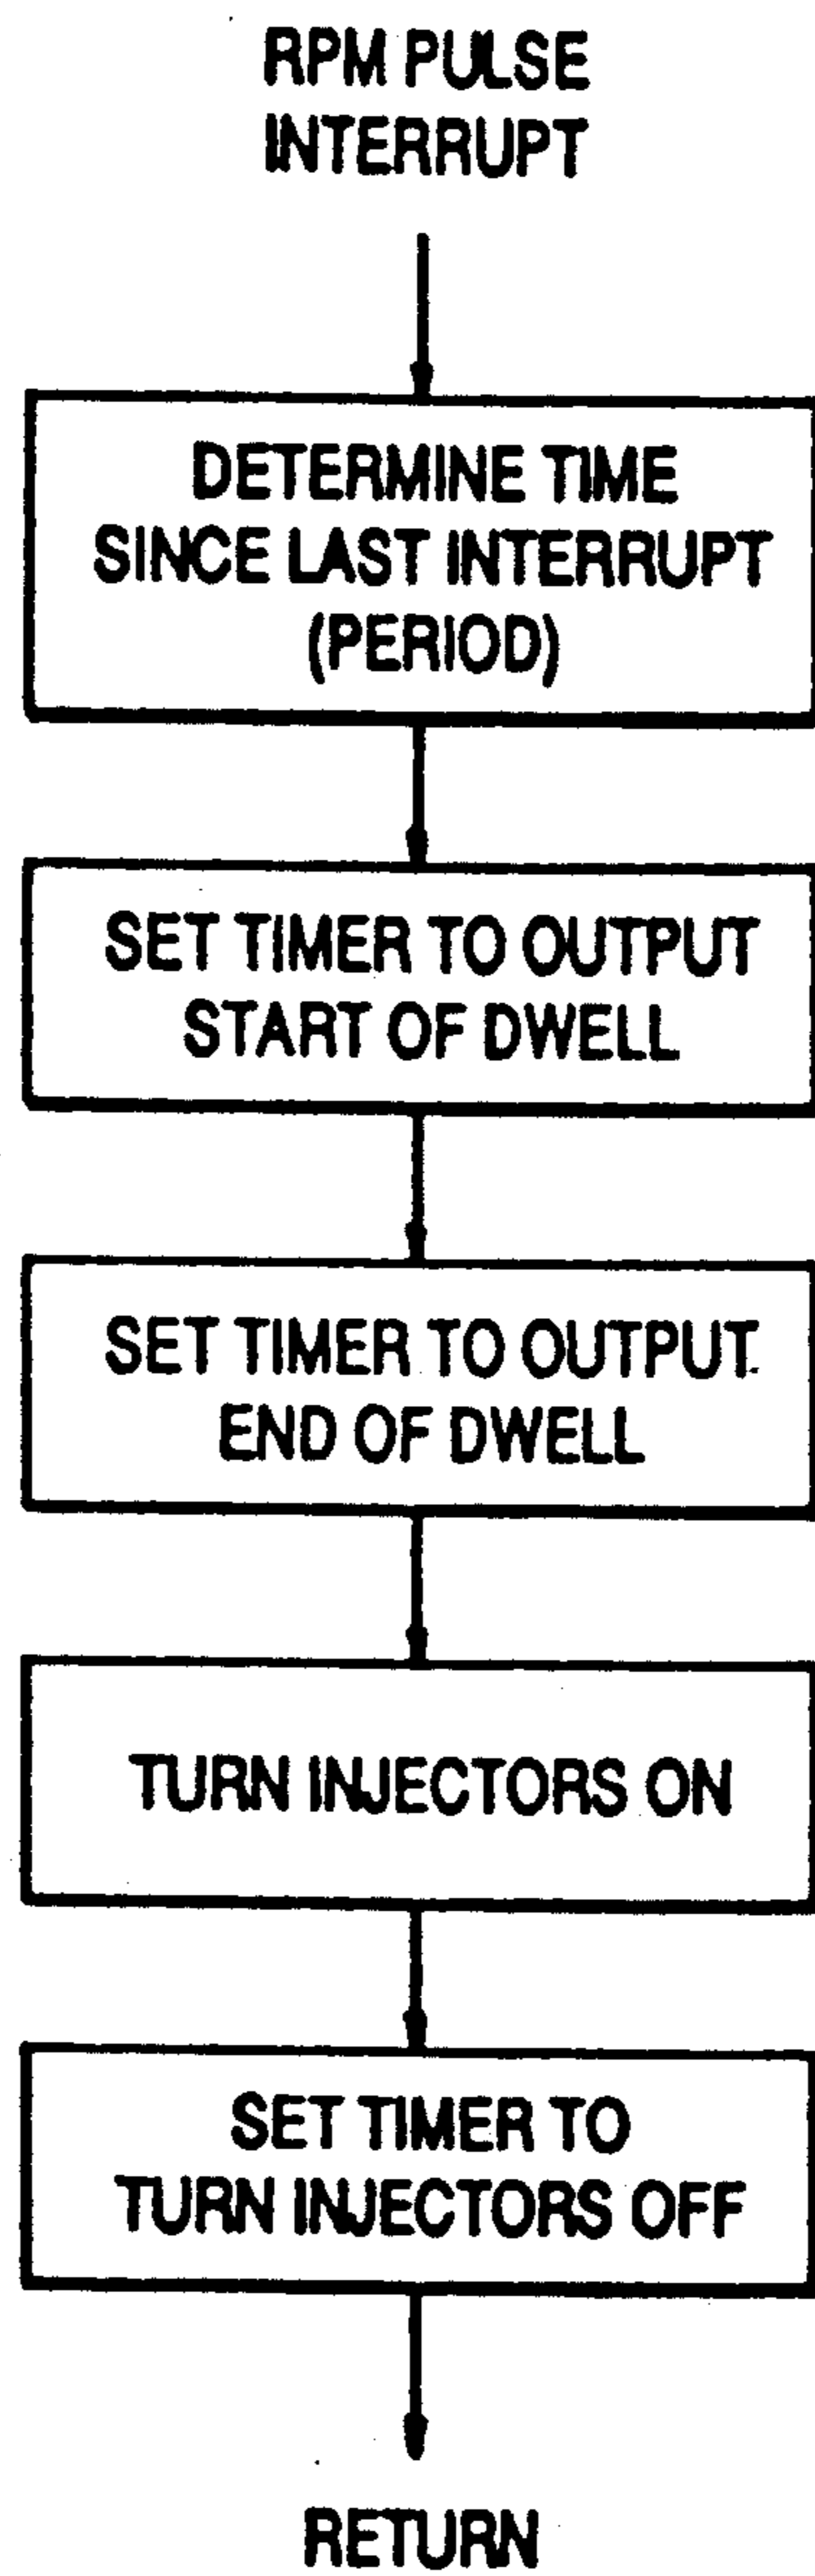 RPM PULSE
INTERRUPT
DETERMINE TIME
SINCE LAST INTERRUPT
(PERIOD)
SET TIMER TO OUTPUT
START OF DWELL
SET TIMER TO OUTPUT
END OF DWELL
TURN INJECTORS ON
SET TIMER TO
TURN INJECTORS OFF
RETURN